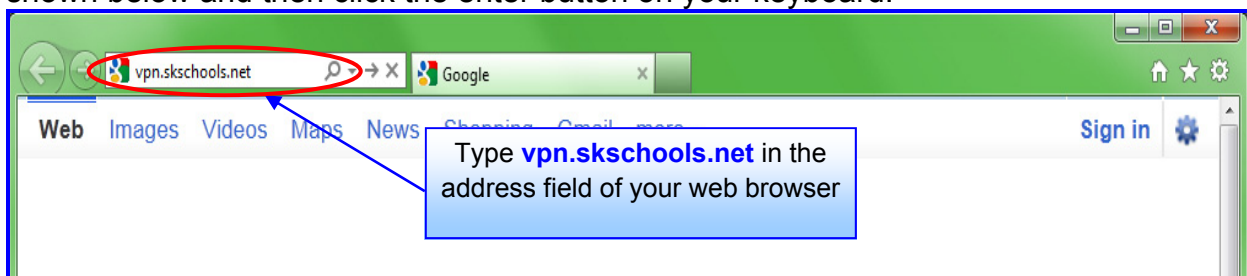 shown below and then click the enter button on your keyboard.
vpn.skschools.net Google
Web Images Videos Maps News Shopping Gmail more Sign in
Type vpn.skschools.net in the
address field of your web browser